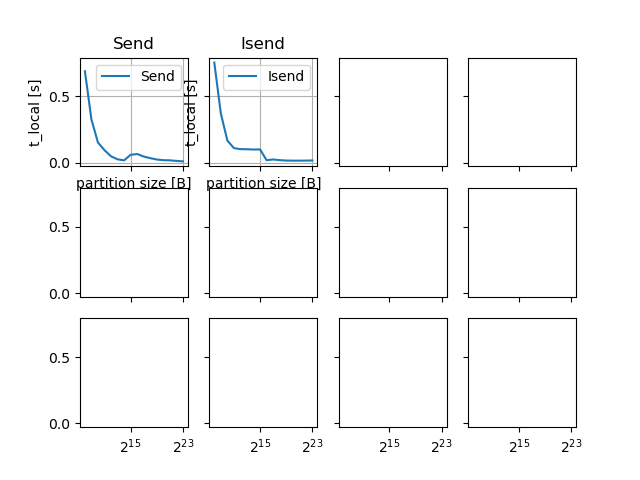 Send
Isend
t_local [s]
0.5
0.0
Send
t_local [s]
Isend
partition size [B]
partition size [B]
0.5
0.0
0.5
0.0
2^15
2^23
2^15
2^23
2^15
2^23
2^15
2^23